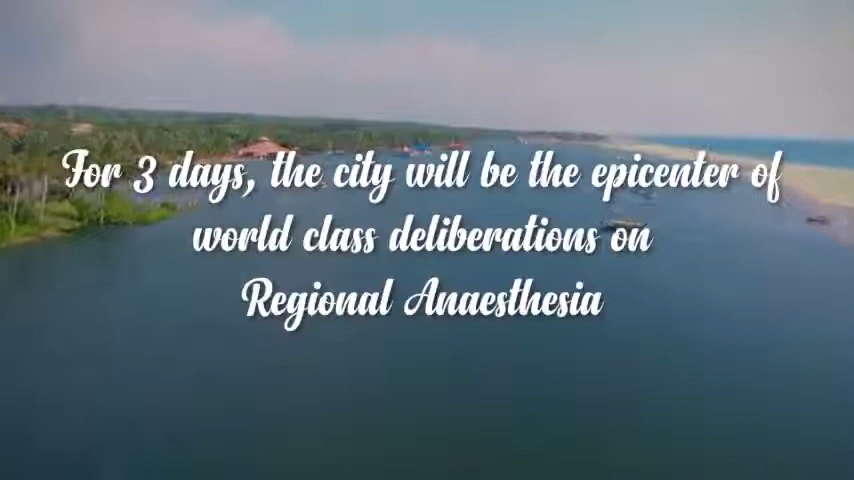 For 3 days, the city will be the epicenter of
world class deliberations on
Regional Anaesthesia